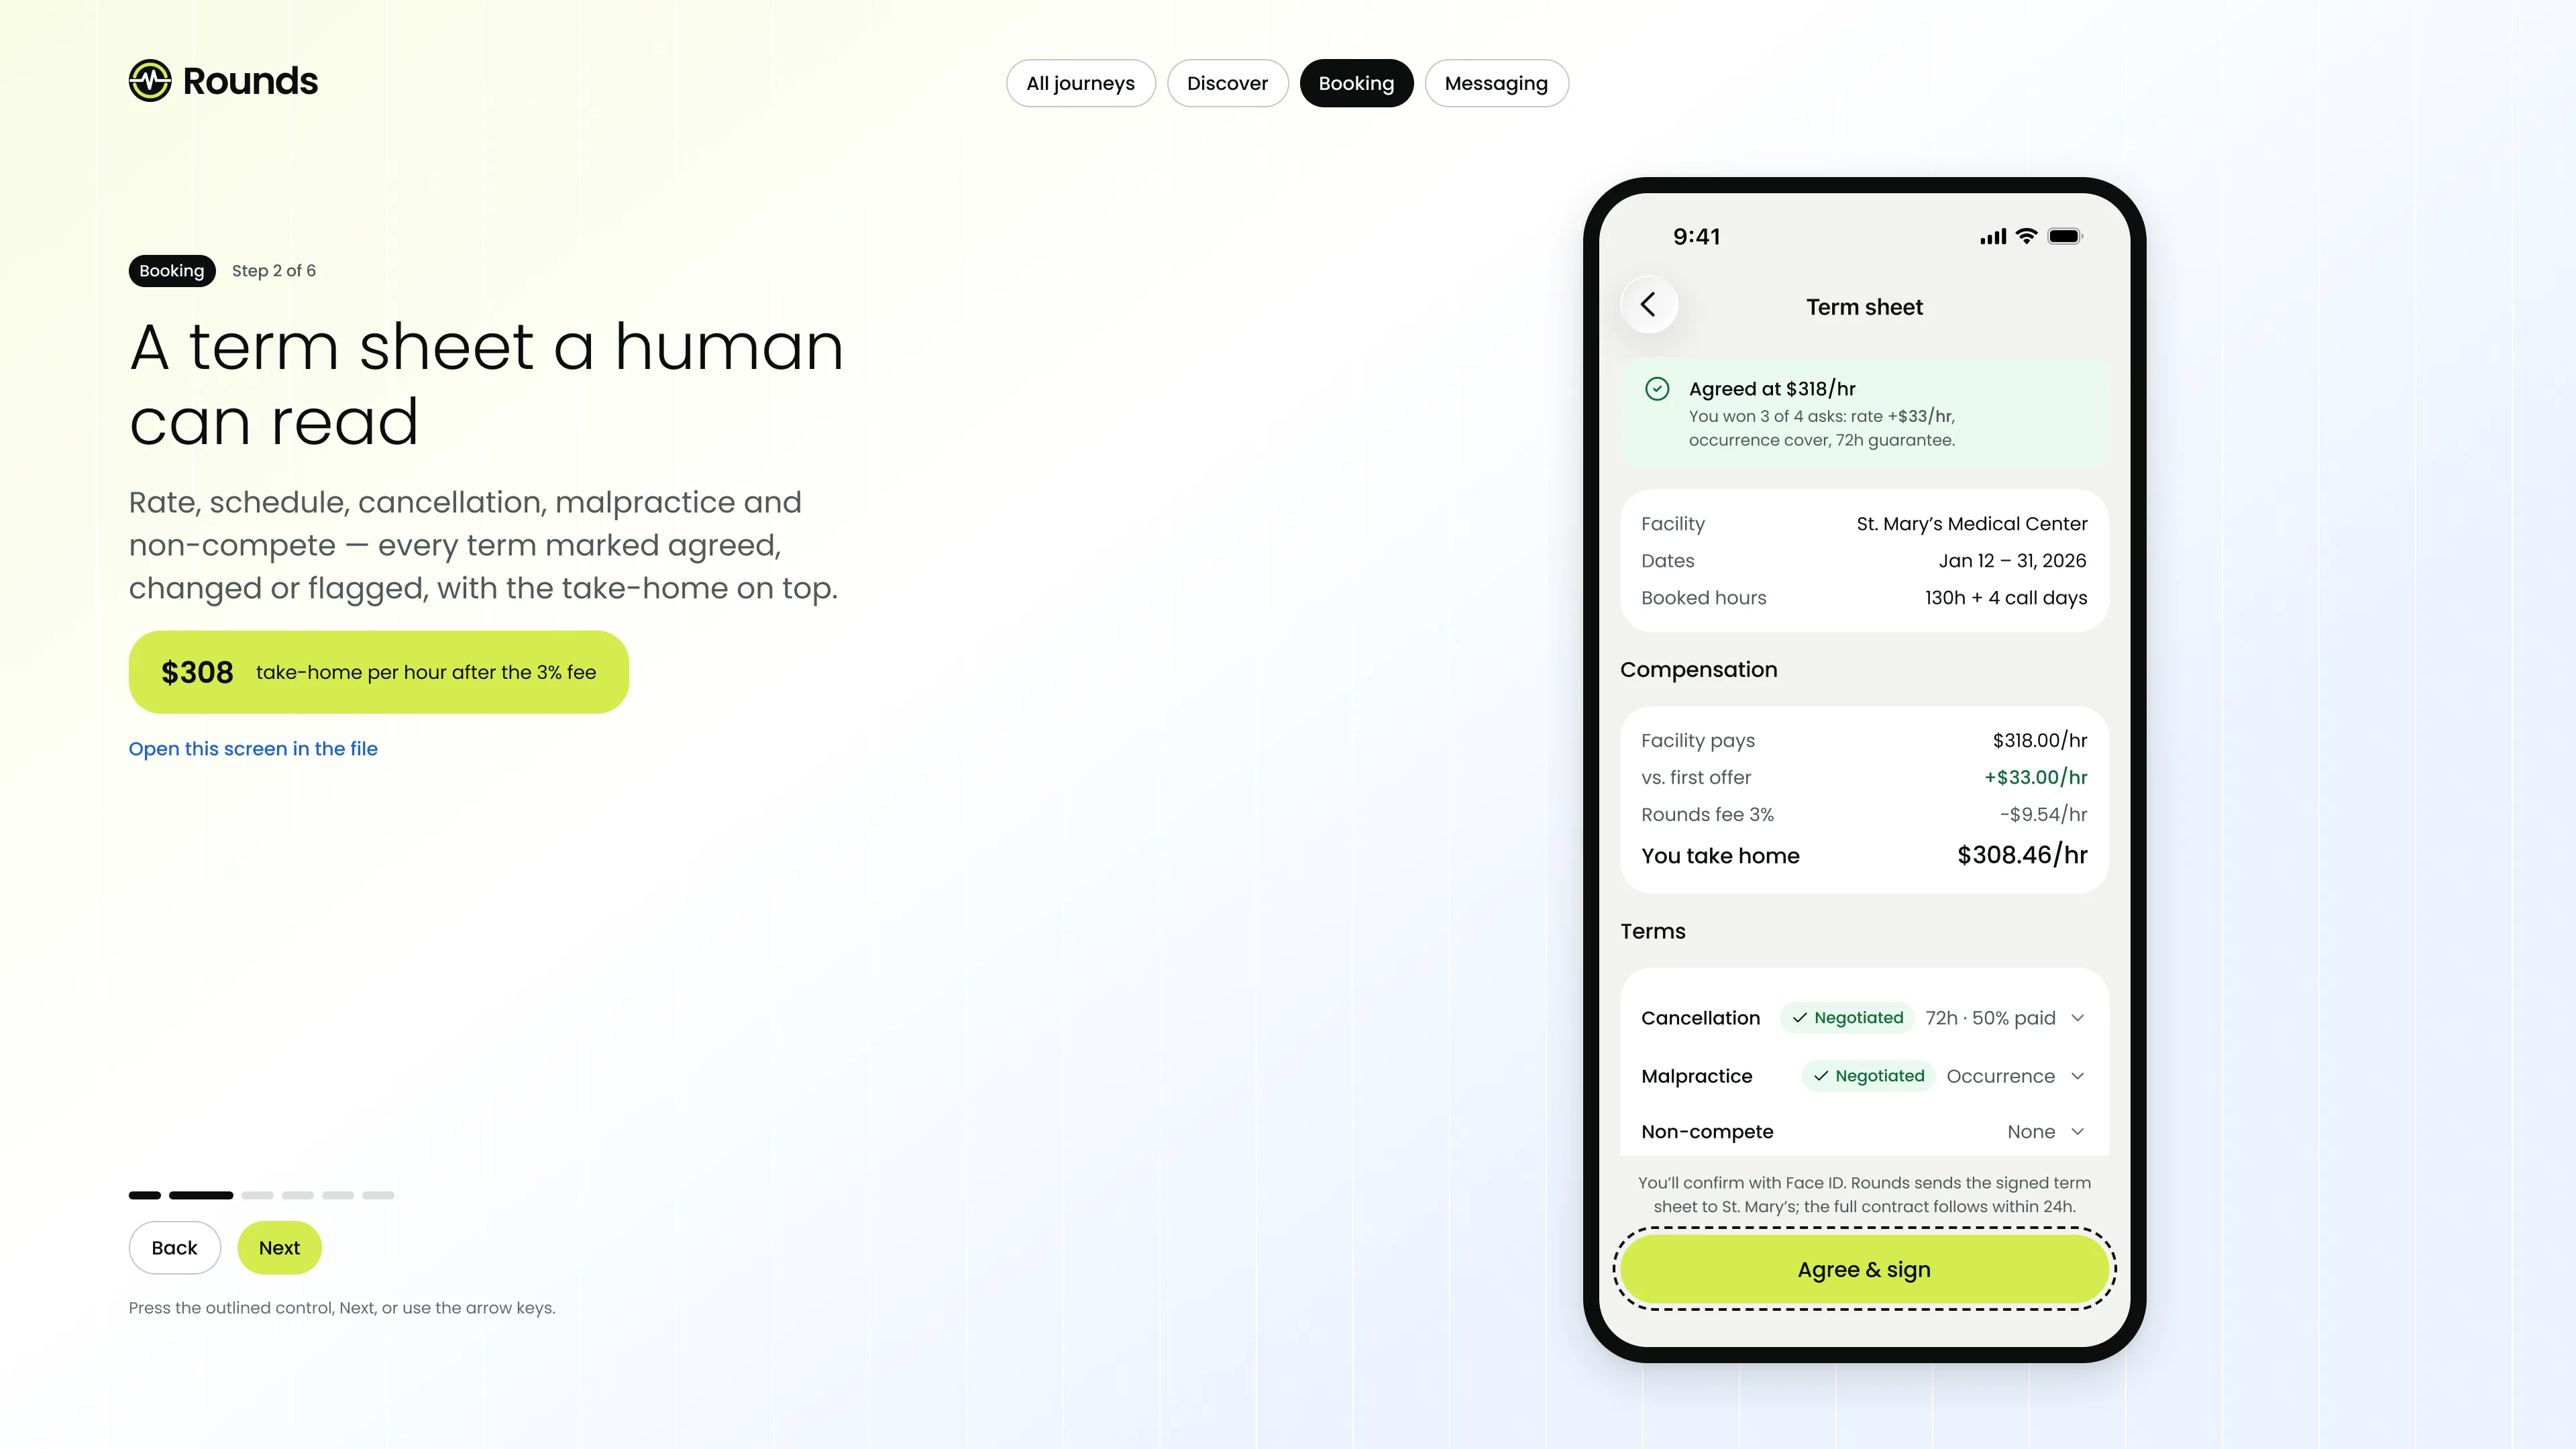 Rounds
All journeys
Discover
Booking
Messaging
Booking
Step 2 of 6
A term sheet a human
can read
Rate, schedule, cancellation, malpractice and
non-compete — every term marked agreed,
changed or flagged, with the take-home on top.
$308 take-home per hour after the 3% fee
Open this screen in the file
Back
Next
Press the outlined control, Next, or use the arrow keys.
9:41
Term sheet
Agreed at $318/hr
You won 3 of 4 asks: rate +$33/hr,
occurrence cover, 72h guarantee.
Facility St. Mary’s Medical Center
Dates Jan 12 – 31, 2026
Booked hours 130h + 4 call days
Compensation
Facility pays $318.00/hr
vs. first offer +$33.00/hr
Rounds fee 3% -$9.54/hr
You take home $308.46/hr
Terms
Cancellation Negotiated 72h · 50% paid
Malpractice Negotiated Occurrence
Non-compete None
You’ll confirm with Face ID. Rounds sends the signed term
sheet to St. Mary’s; the full contract follows within 24h.
Agree & sign